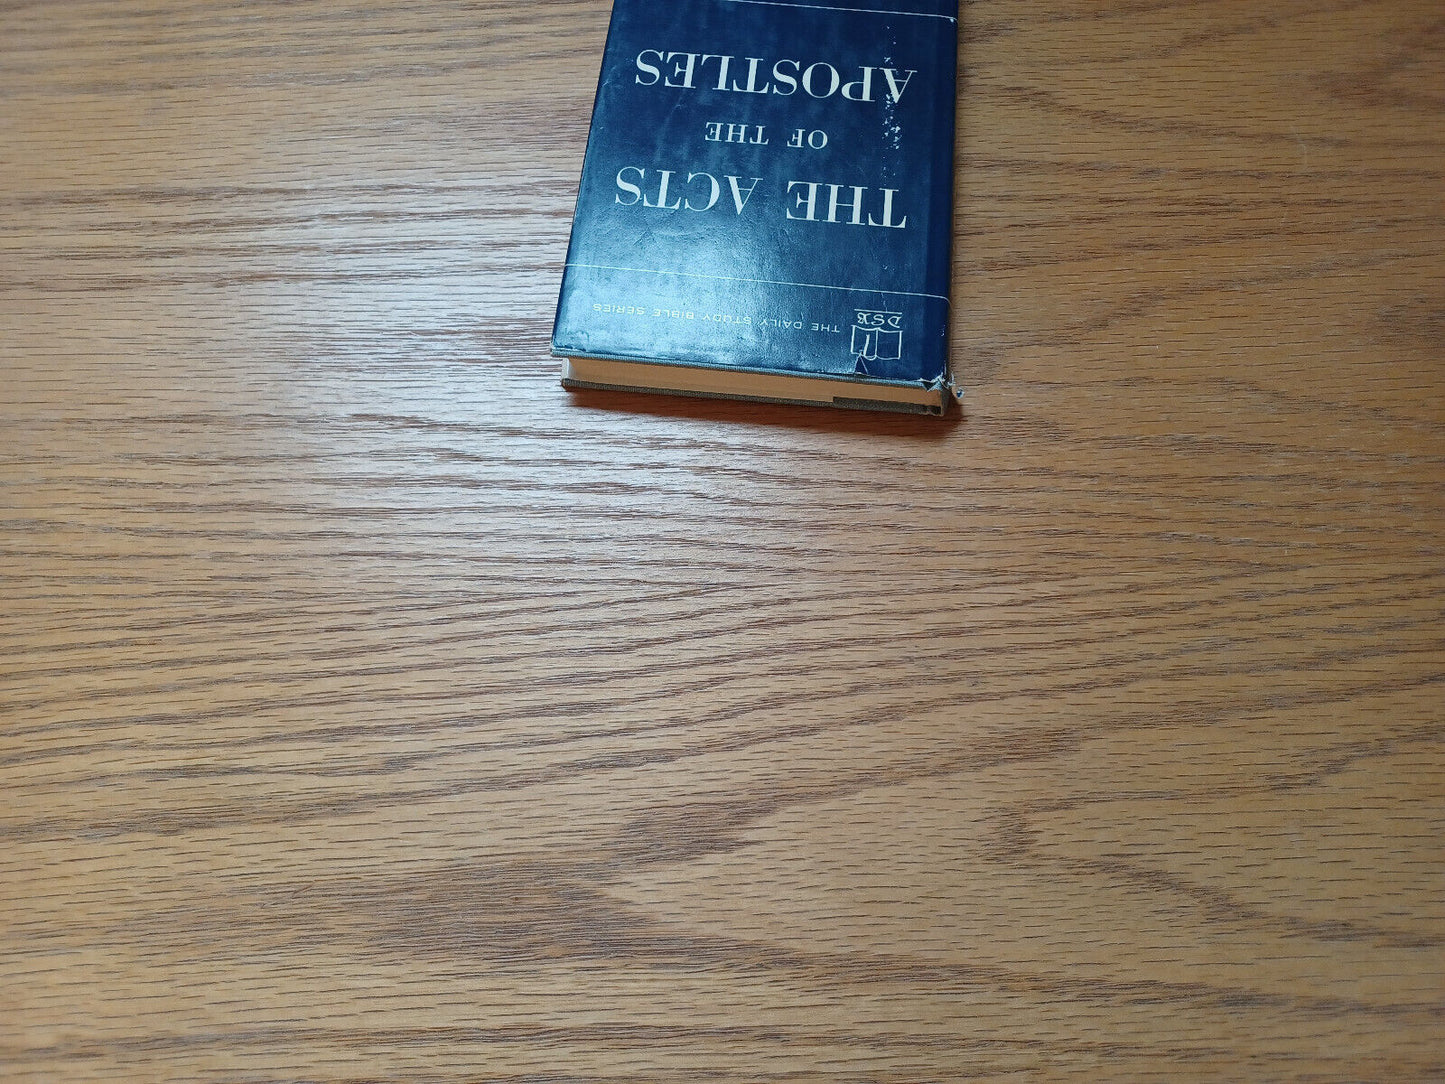 DSB
THE DAILY STUDY BIBLE SERIES
THE ACTS
OF THE
APOSTLES